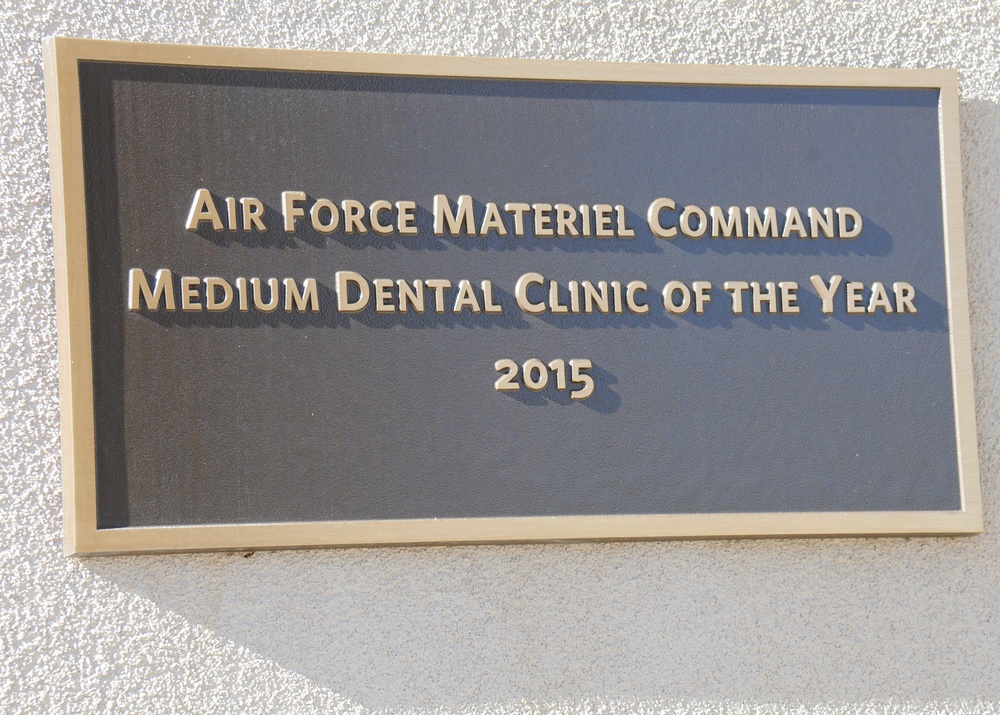 Air Force Materiel Command
Medium Dental Clinic of the Year
2015